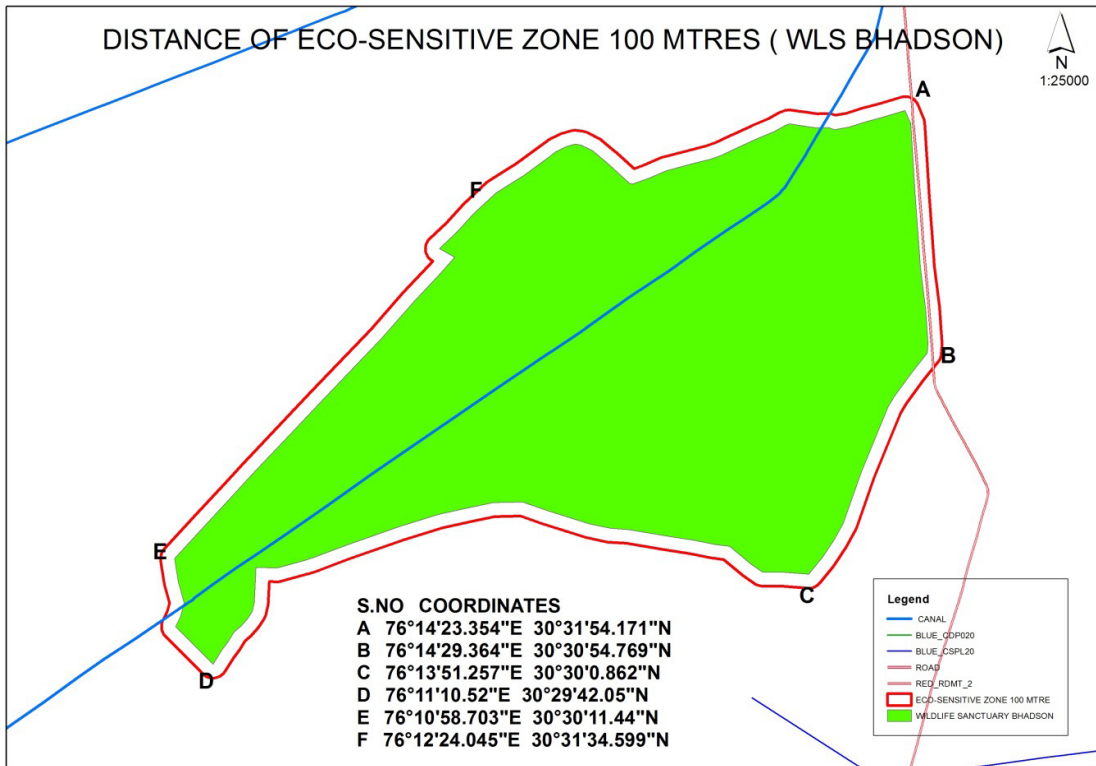 DISTANCE OF ECO-SENSITIVE ZONE 100 MTRES ( WLS BHADSON)
N
1:25000
A
F
B
E
C
D
S.NO COORDINATES
A 76°14'23.354"E 30°31'54.171"N
B 76°14'29.364"E 30°30'54.769"N
C 76°13'51.257"E 30°30'0.862"N
D 76°11'10.52"E 30°29'42.05"N
E 76°10'58.703"E 30°30'11.44"N
F 76°12'24.045"E 30°31'34.599"N
Legend
CANAL
BLUE_CDP020
BLUE_CSPL20
ROAD
RED_RDMT_2
ECO-SENSITIVE ZONE 100 MTRE
WILDLIFE SANCTUARY BHADSON